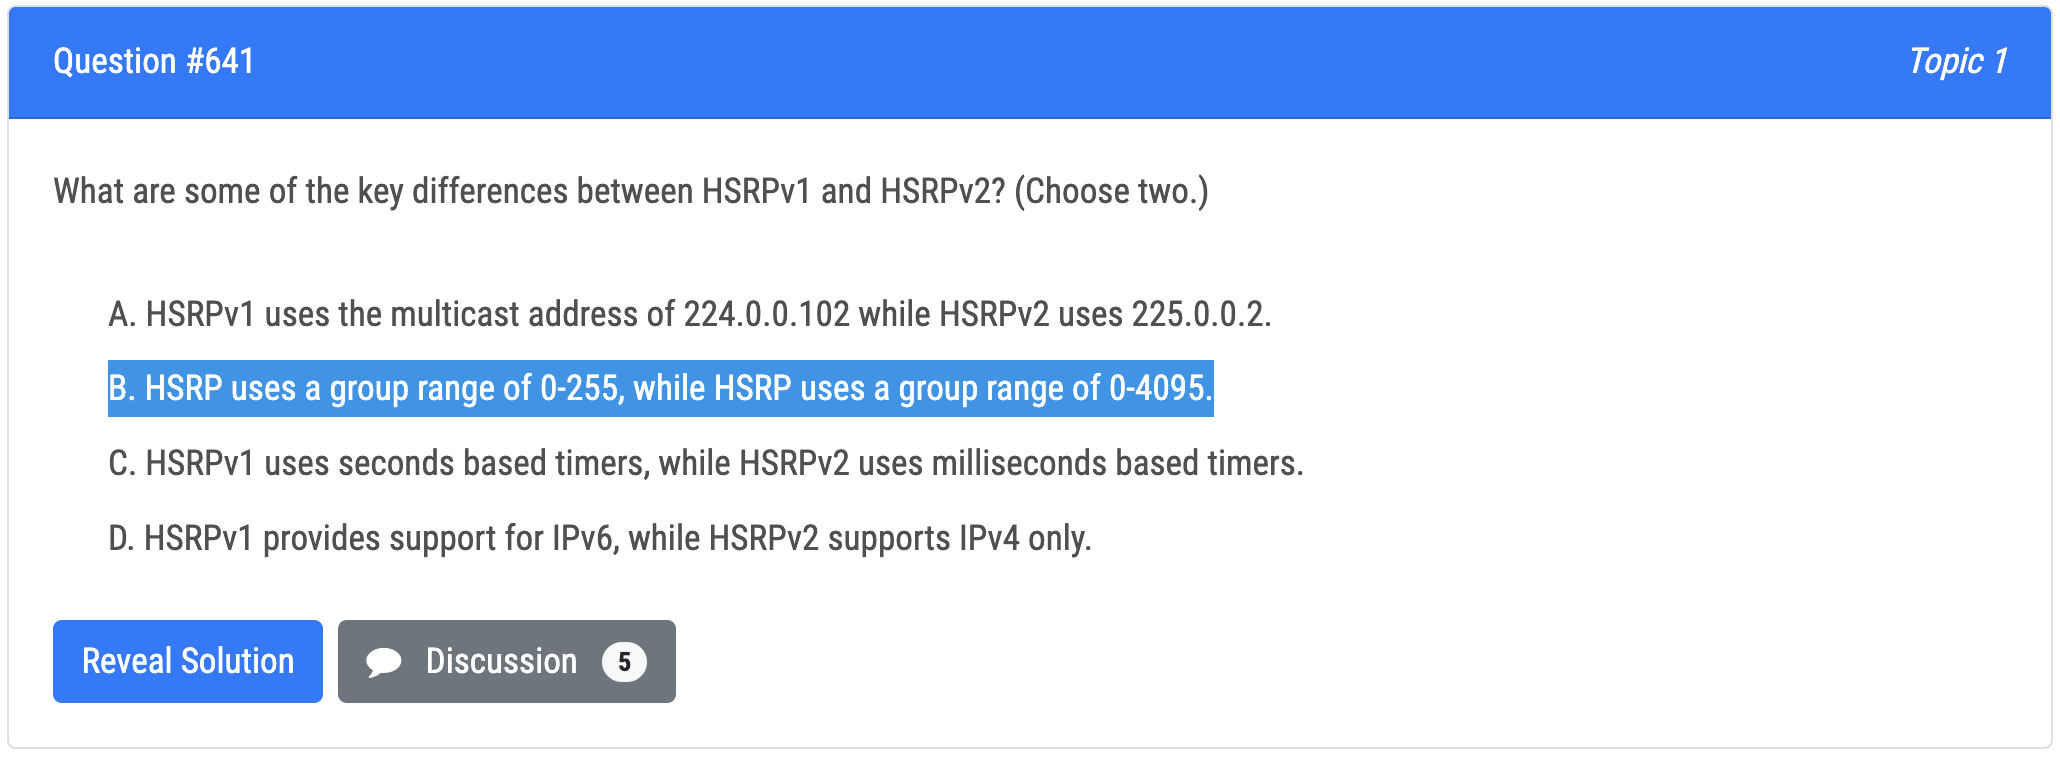 Question #641
Topic 1
What are some of the key differences between HSRPv1 and HSRPv2? (Choose two.)
A. HSRPv1 uses the multicast address of 224.0.0.102 while HSRPv2 uses 225.0.0.2.
B. HSRP uses a group range of 0-255, while HSRP uses a group range of 0-4095.
C. HSRPv1 uses seconds based timers, while HSRPv2 uses milliseconds based timers.
D. HSRPv1 provides support for IPv6, while HSRPv2 supports IPv4 only.
Reveal Solution
Discussion 5